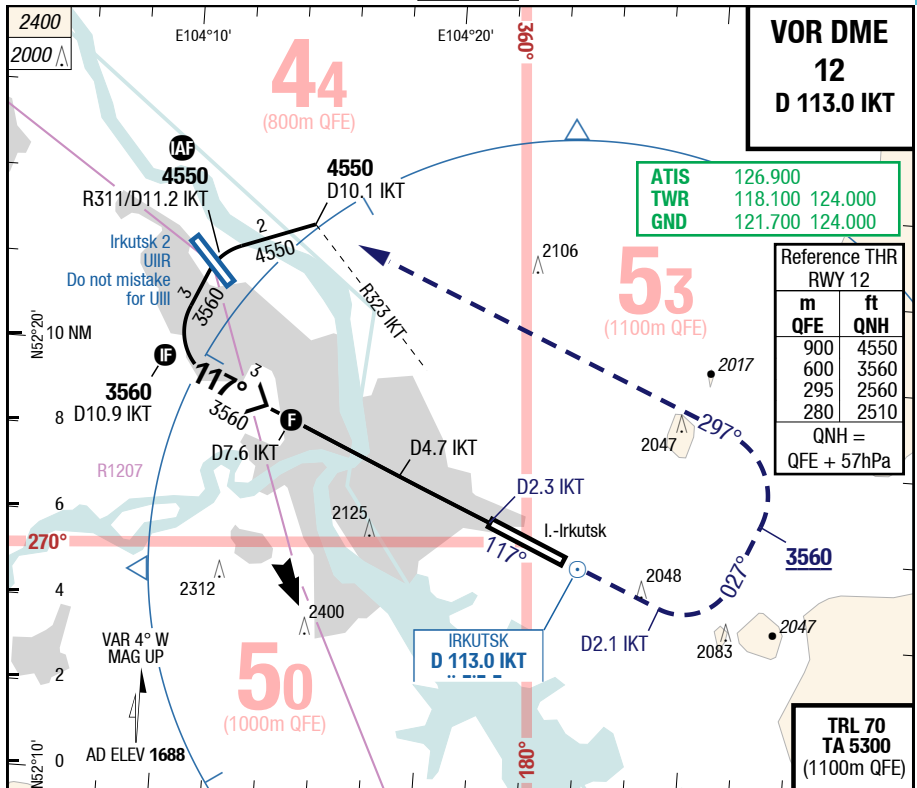 2400
2000
E104°10'
E104°20'
360°
VOR DME
12
D 113.0 IKT
44
(800m QFE)
IAF
4550
R311/D11.2 IKT
4550
D10.1 IKT
ATIS 126.900
TWR 118.100 124.000
GND 121.700 124.000
2
4550
Irkutsk 2
UIIR
Do not mistake
for UIII
2106
53
(1100m QFE)
Reference THR
RWY 12
m ft
QFE QNH
900 4550
600 3560
295 2560
280 2510
QNH =
QFE + 57hPa
3
3560
R323 IKT
N52°20'
10 NM
IF
3560
D10.9 IKT
117°
3
3560
F
D7.6 IKT
2017
2047
297°
8
D4.7 IKT
R1207
D2.3 IKT
6
2125
I.-Irkutsk
270°
117°
3560
027°
2312
4
2048
2400
VAR 4° W
MAG UP
IRKUTSK
D 113.0 IKT
D2.1 IKT
2083
2047
2
50
(1000m QFE)
AD ELEV 1688
N52°10'
0
180°
TRL 70
TA 5300
(1100m QFE)